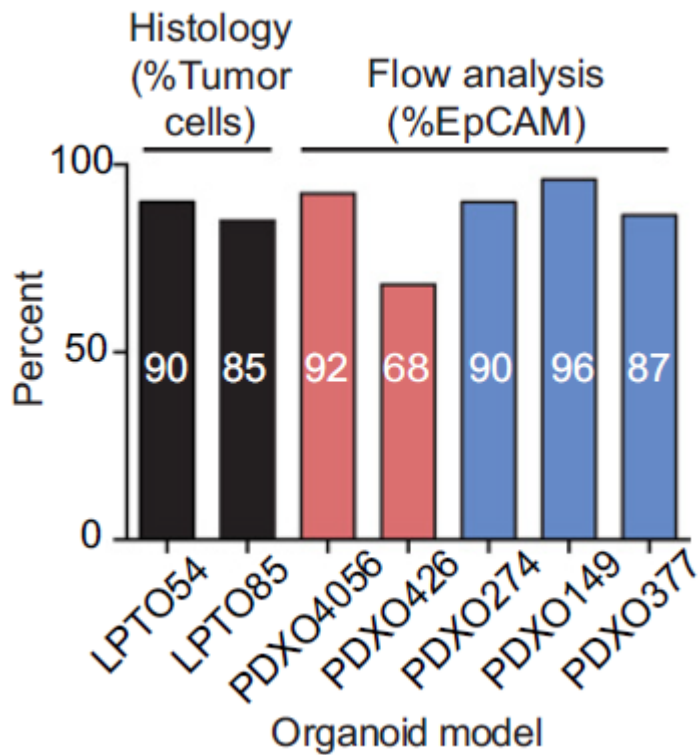 Histology
(%Tumor
cells)
Flow analysis
(%EpCAM)
100
50
0
Percent
90
85
92
68
90
96
87
LPTO54
LPTO85
PDXO4056
PDXO426
PDXO274
PDXO149
PDXO377
Organoid model